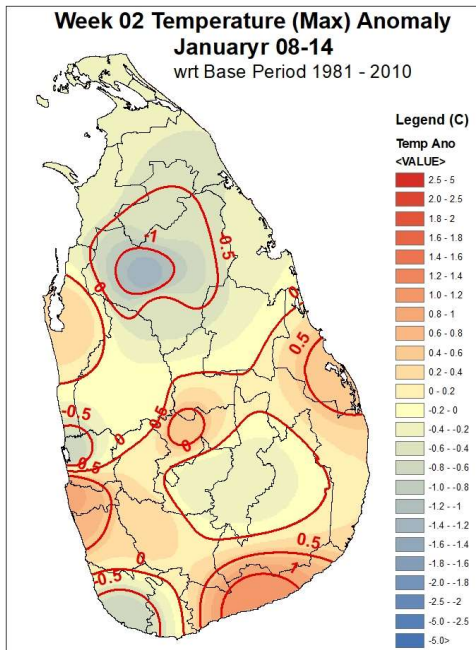 Week 02 Temperature (Max) Anomaly
Januaryr 08-14
wrt Base Period 1981 - 2010
Legend (C)
Temp Ano
<VALUE>
2.5 - 5
2.0 - 2.5
1.8 - 2
1.6 - 1.8
1.4 - 1.6
1.2 - 1.4
1.0 - 1.2
0.8 - 1
0.6 - 0.8
0.4 - 0.6
0.2 - 0.4
0 - 0.2
-0.2 - 0
-0.4 - -0.2
-0.6 - -0.4
-0.8 - -0.6
-1.0 - -0.8
-1.2 - -1
-1.4 - -1.2
-1.6 - -1.4
-1.8 - -1.6
-2.0 - -1.8
-2.5 - -2
-5.0 - -2.5
-5.0>
-1
0.5
0
0
0.5
-0.5
0.5
0
0
0.5
0.5
0
-0.5
1